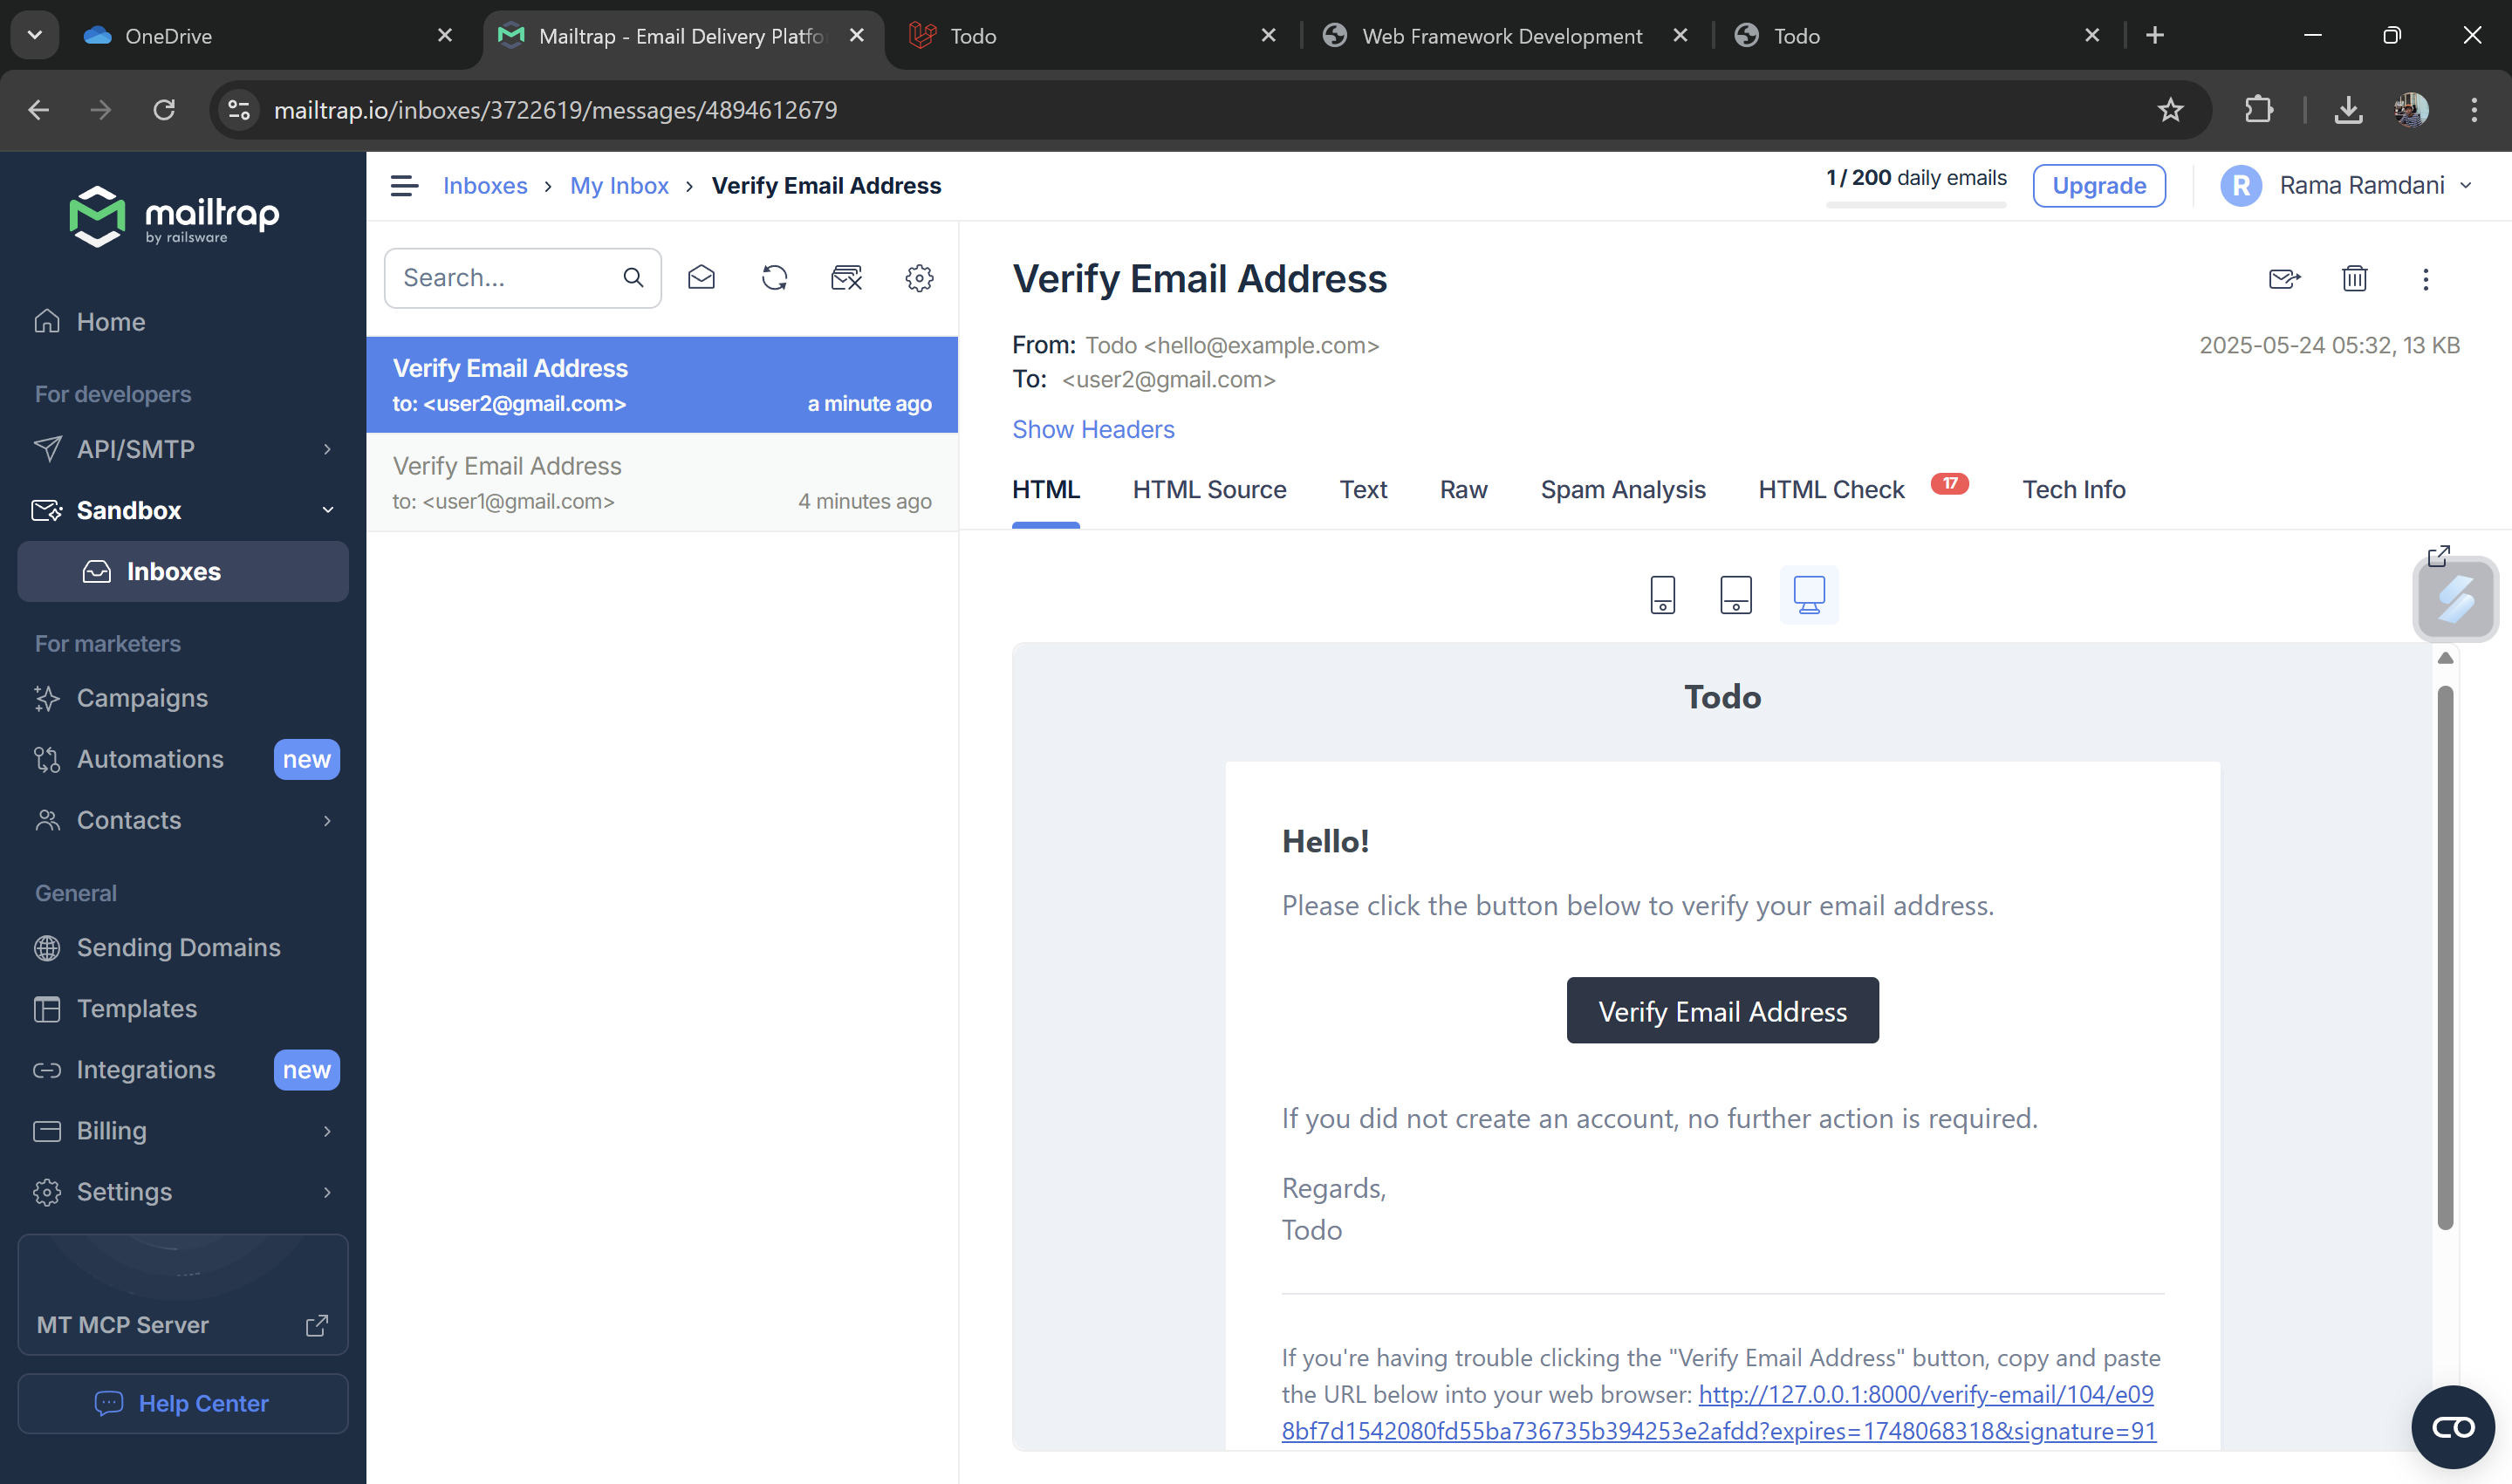 OneDrive
Mailtrap - Email Delivery Platfo
Todo
Web Framework Development
Todo
mailtrap.io/inboxes/3722619/messages/4894612679
mailtrap
by railsware
Home
For developers
API/SMTP
Sandbox
Inboxes
For marketers
Campaigns
Automations new
Contacts
General
Sending Domains
Templates
Integrations new
Billing
Settings
MT MCP Server
Help Center
Inboxes › My Inbox › Verify Email Address
1 / 200 daily emails
Upgrade
R Rama Ramdani
Search...
Verify Email Address
to: <user2@gmail.com> a minute ago
Verify Email Address
to: <user1@gmail.com> 4 minutes ago
Verify Email Address
From: Todo <hello@example.com>
2025-05-24 05:32, 13 KB
To: <user2@gmail.com>
Show Headers
HTML HTML Source Text Raw Spam Analysis HTML Check 17 Tech Info
Todo
Hello!
Please click the button below to verify your email address.
Verify Email Address
If you did not create an account, no further action is required.
Regards,
Todo
If you're having trouble clicking the "Verify Email Address" button, copy and paste
the URL below into your web browser: http://127.0.0.1:8000/verify-email/104/e09
8bf7d1542080fd55ba736735b394253e2afdd?expires=1748068318&signature=91